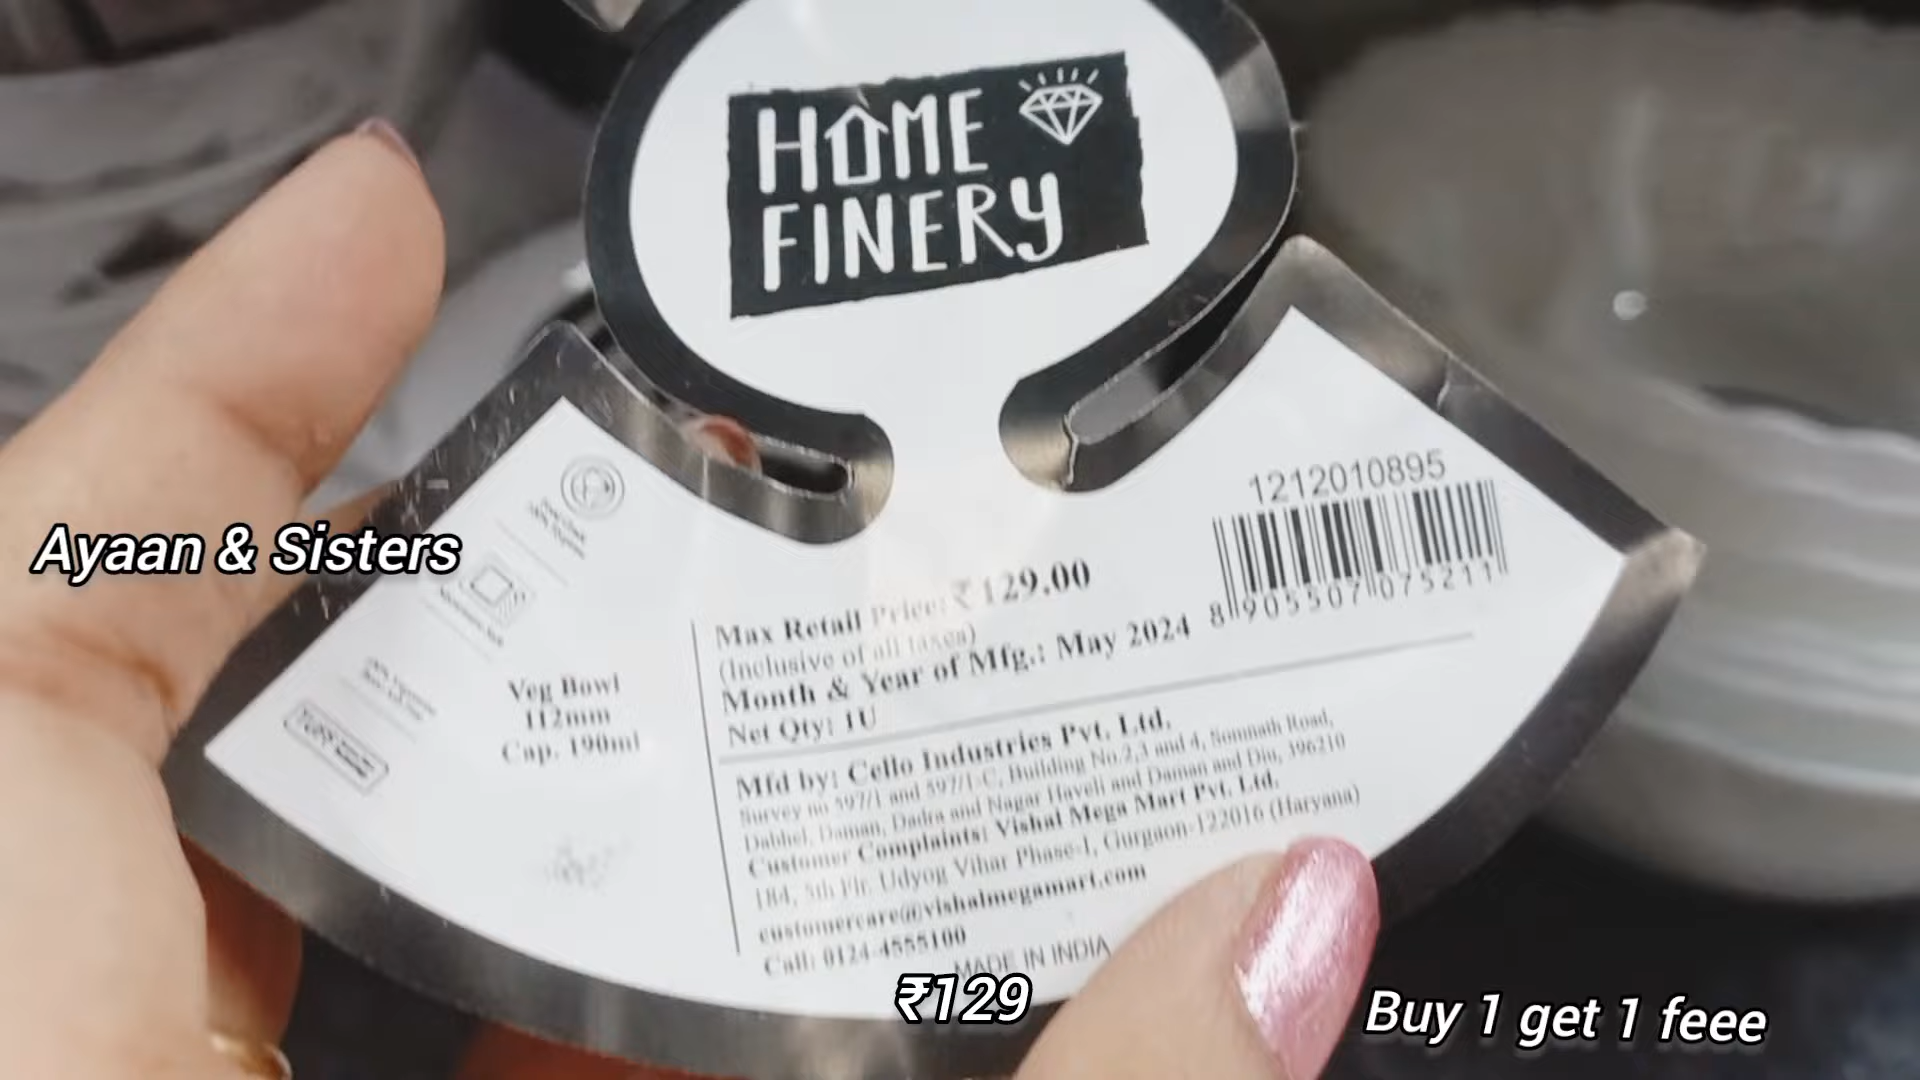 HOME
FINERY
1212010895
8 905507 075211
Max Retail Price: ₹ 129.00
(Inclusive of all taxes)
Month & Year of Mfg.: May 2024
Net Qty: 1U
Veg Bowl
112mm
Cap. 190ml
Mfd by: Cello Industries Pvt. Ltd.
Survey no 597/1 and 597/1-C, Building No.2,3 and 4, Somnath Road,
Dabhel, Daman, Dadra and Nagar Haveli and Daman and Diu, 396210
Customer Complaints: Vishal Mega Mart Pvt. Ltd.
184, 5th Flr. Udyog Vihar Phase-1, Gurgaon-122016 (Haryana)
customercare@vishalmegamart.com
Call: 0124-4555100
MADE IN INDIA
Ayaan & Sisters
₹129
Buy 1 get 1 feee